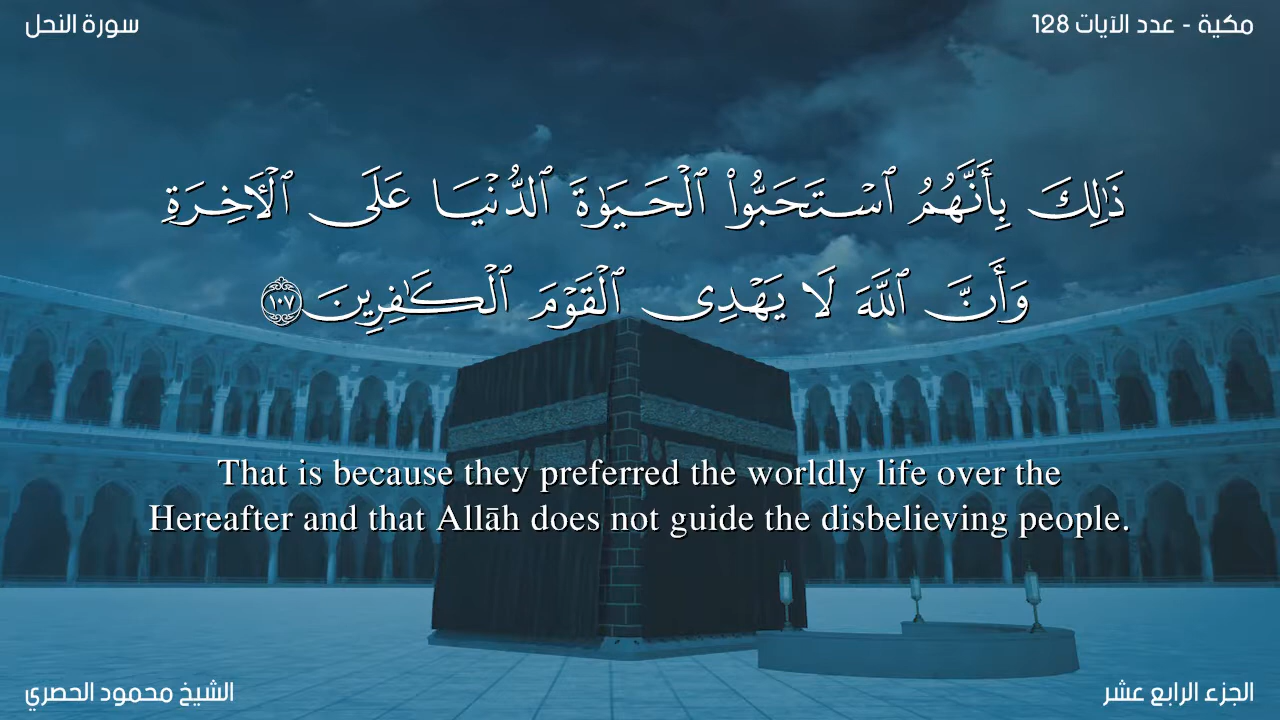 سورة النحل
مكية - عدد الآيات 128
ذَٰلِكَ بِأَنَّهُمُ ٱسْتَحَبُّوا۟ ٱلْحَيَوٰةَ ٱلدُّنْيَا عَلَى ٱلْـَٔاخِرَةِ
وَأَنَّ ٱللَّهَ لَا يَهْدِى ٱلْقَوْمَ ٱلْكَـٰفِرِينَ ١٠٧
That is because they preferred the worldly life over the
Hereafter and that Allāh does not guide the disbelieving people.
الشيخ محمود الحصري
الجزء الرابع عشر